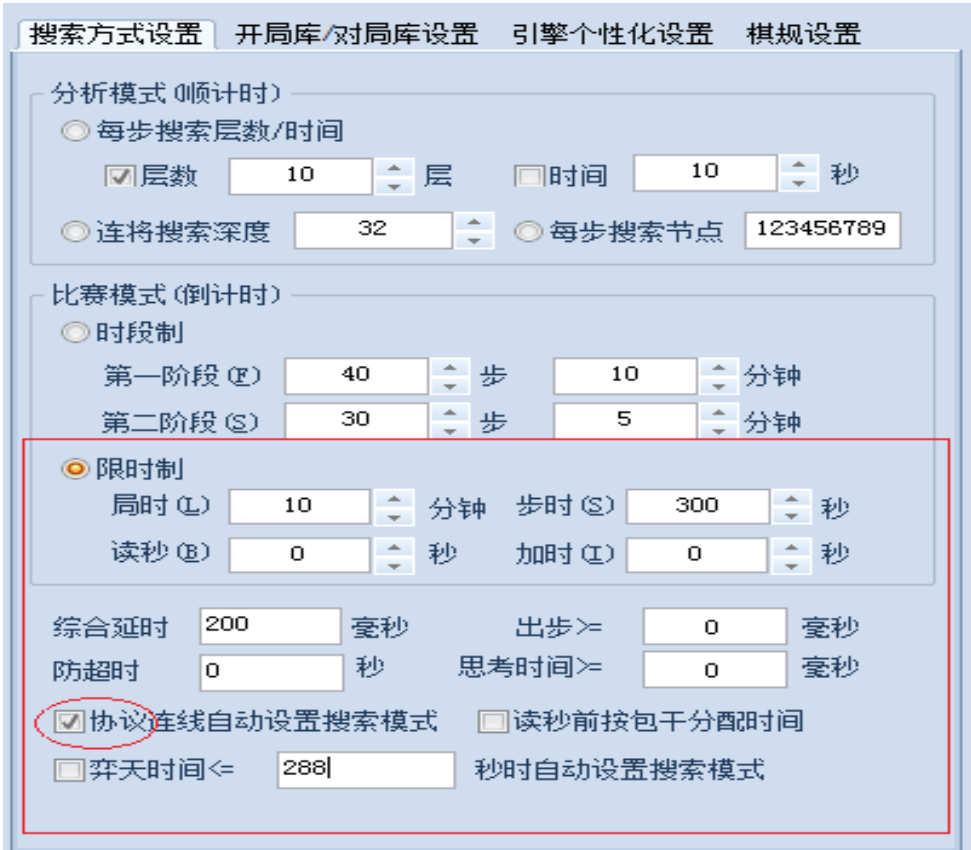 搜索方式设置 开局库/对局库设置 引擎个性化设置 棋规设置
分析模式(顺计时)
每步搜索层数/时间
层数 10 层 时间 10 秒
连将搜索深度 32 每步搜索节点 123456789
比赛模式(倒计时)
时段制
第一阶段(F) 40 步 10 分钟
第二阶段(S) 30 步 5 分钟
限时制
局时(L) 10 分钟 步时(S) 300 秒
读秒(B) 0 秒 加时(I) 0 秒
综合延时 200 毫秒 出步>= 0 毫秒
防超时 0 秒 思考时间>= 0 毫秒
协议连线自动设置搜索模式 读秒前按包干分配时间
弈天时间<= 288 秒时自动设置搜索模式